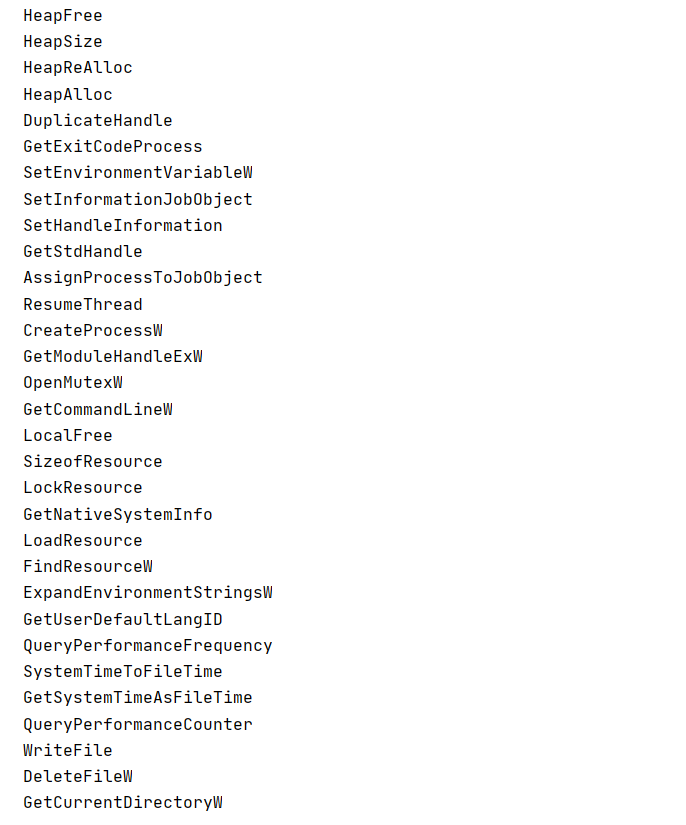 HeapFree
HeapSize
HeapReAlloc
HeapAlloc
DuplicateHandle
GetExitCodeProcess
SetEnvironmentVariableW
SetInformationJobObject
SetHandleInformation
GetStdHandle
AssignProcessToJobObject
ResumeThread
CreateProcessW
GetModuleHandleExW
OpenMutexW
GetCommandLineW
LocalFree
SizeofResource
LockResource
GetNativeSystemInfo
LoadResource
FindResourceW
ExpandEnvironmentStringsW
GetUserDefaultLangID
QueryPerformanceFrequency
SystemTimeToFileTime
GetSystemTimeAsFileTime
QueryPerformanceCounter
WriteFile
DeleteFileW
GetCurrentDirectoryW